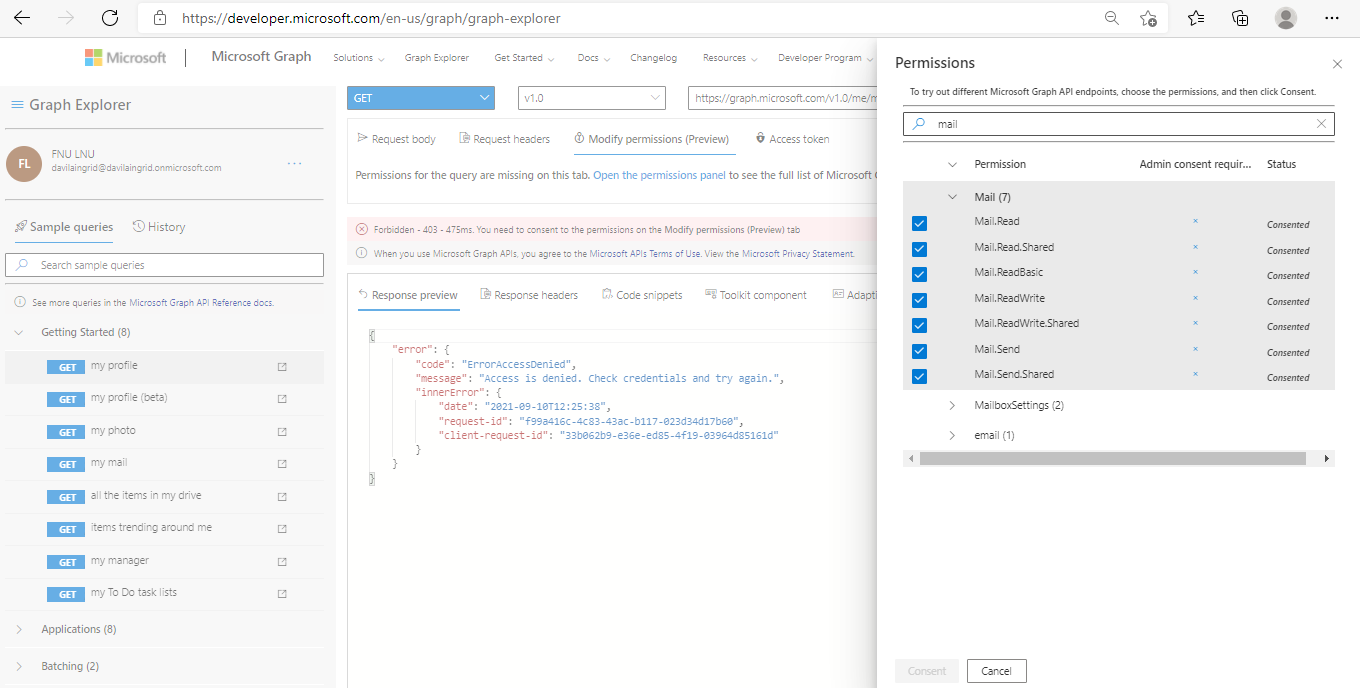 https://developer.microsoft.com/en-us/graph/graph-explorer
Microsoft
Microsoft Graph
Solutions
Graph Explorer
Get Started
Docs
Changelog
Resources
Developer Program
Graph Explorer
FL
FNU LNU
davilaingrid@davilaingrid.onmicrosoft.com
...
Sample queries
History
Search sample queries
See more queries in the Microsoft Graph API Reference docs.
Getting Started (8)
GET my profile
GET my profile (beta)
GET my photo
GET my mail
GET all the items in my drive
GET items trending around me
GET my manager
GET my To Do task lists
Applications (8)
Batching (2)
GET
v1.0
https://graph.microsoft.com/v1.0/me/m
Request body
Request headers
Modify permissions (Preview)
Access token
Permissions for the query are missing on this tab. Open the permissions panel to see the full list of Microsoft G
Forbidden - 403 - 475ms. You need to consent to the permissions on the Modify permissions (Preview) tab
When you use Microsoft Graph APIs, you agree to the Microsoft APIs Terms of Use. View the Microsoft Privacy Statement.
Response preview
Response headers
Code snippets
Toolkit component
Adapti
{
"error": {
"code": "ErrorAccessDenied",
"message": "Access is denied. Check credentials and try again.",
"innerError": {
"date": "2021-09-10T12:25:38",
"request-id": "f99a416c-4c83-43ac-b117-023d34d17b60",
"client-request-id": "33b062b9-e36e-ed85-4f19-03964d85161d"
}
}
}
Permissions
To try out different Microsoft Graph API endpoints, choose the permissions, and then click Consent.
mail
Permission Admin consent requir... Status
Mail (7)
Mail.Read × Consented
Mail.Read.Shared × Consented
Mail.ReadBasic × Consented
Mail.ReadWrite × Consented
Mail.ReadWrite.Shared × Consented
Mail.Send × Consented
Mail.Send.Shared × Consented
MailboxSettings (2)
email (1)
Consent
Cancel